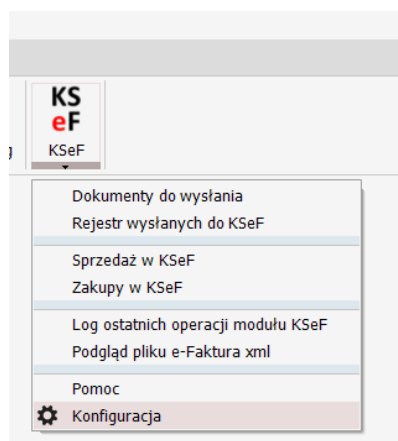 KS
eF
KSeF
Dokumenty do wysłania
Rejestr wysłanych do KSeF
Sprzedaż w KSeF
Zakupy w KSeF
Log ostatnich operacji modułu KSeF
Podgląd pliku e-Faktura xml
Pomoc
Konfiguracja